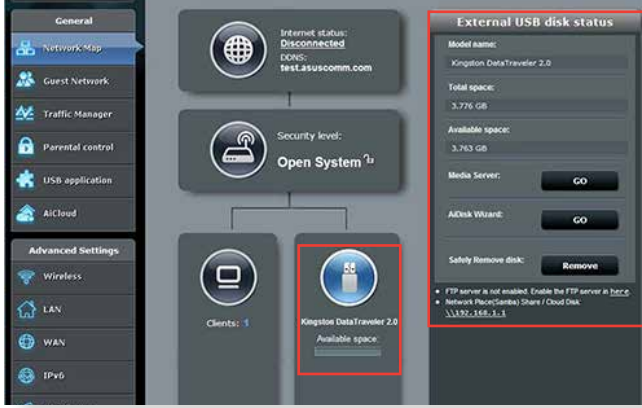 General
Network Map
Guest Network
Traffic Manager
Parental control
USB application
AiCloud
Advanced Settings
Wireless
LAN
WAN
IPv6
Internet status:
Disconnected
DDNS:
test.asuscomm.com
Security level:
Open System
Clients: 1
Kingston DataTraveler 2.0
Available space:
External USB disk status
Model name:
Kingston DataTraveler 2.0
Total space:
3.776 GB
Available space:
3.763 GB
Media Server:
GO
AiDisk Wizard:
GO
Safely Remove disk:
Remove
• FTP server is not enabled. Enable the FTP server in here.
• Network Place(Samba) Share / Cloud Disk:
\\192.168.1.1